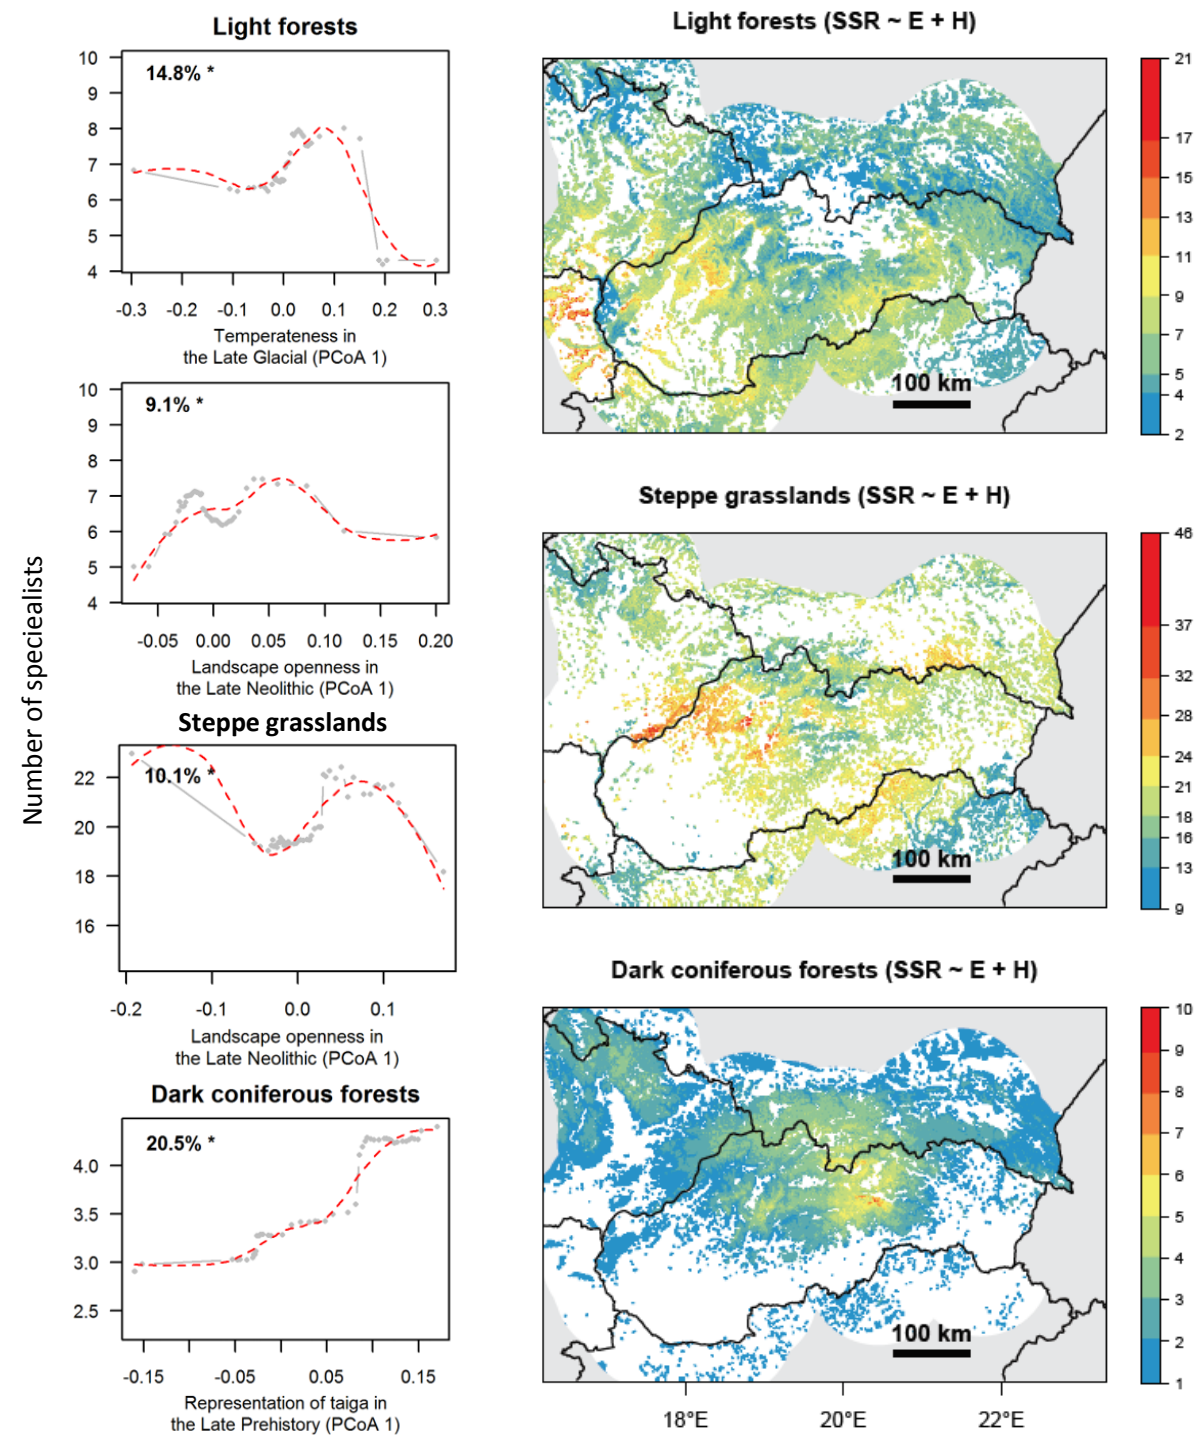 Number of speciealists
Light forests
14.8% *
10
9
8
7
6
5
4
-0.3 -0.2 -0.1 0.0 0.1 0.2 0.3
Temperateness in
the Late Glacial (PCoA 1)
9.1% *
10
9
8
7
6
5
4
-0.05 0.00 0.05 0.10 0.15 0.20
Landscape openness in
the Late Neolithic (PCoA 1)
Steppe grasslands
10.1% *
22
20
18
16
-0.2 -0.1 0.0 0.1
Landscape openness in
the Late Neolithic (PCoA 1)
Dark coniferous forests
20.5% *
4.0
3.5
3.0
2.5
-0.15 -0.05 0.05 0.15
Representation of taiga in
the Late Prehistory (PCoA 1)
Light forests (SSR ~ E + H)
100 km
21
17
15
13
11
9
7
5
4
2
Steppe grasslands (SSR ~ E + H)
100 km
46
37
32
28
24
21
18
16
13
9
Dark coniferous forests (SSR ~ E + H)
100 km
10
9
8
7
6
5
4
3
2
1
18°E 20°E 22°E